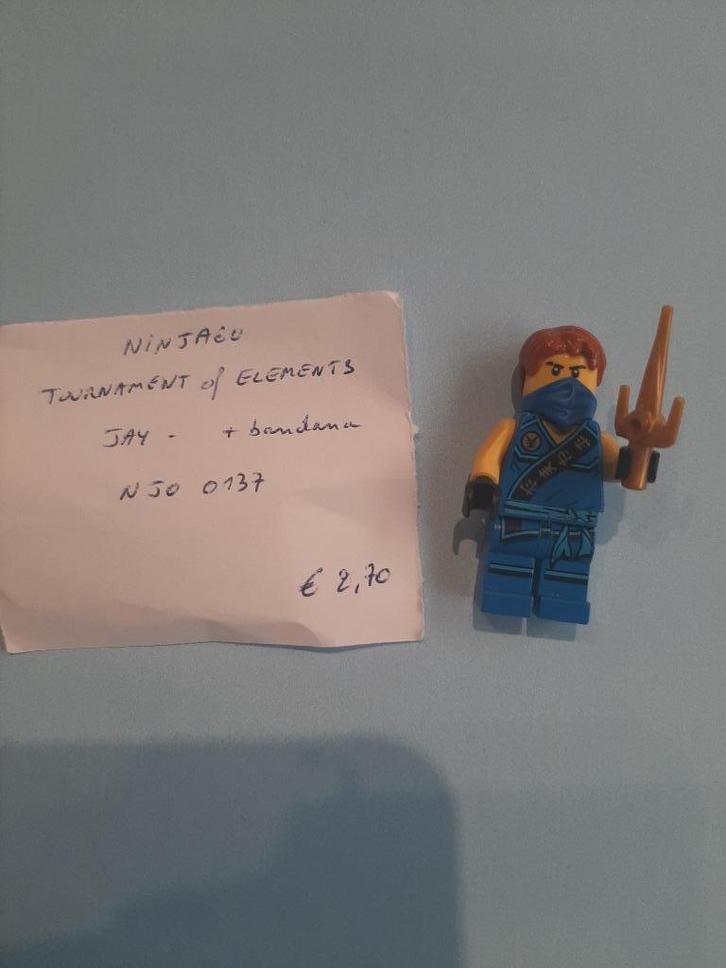 NINJAGO
TOURNAMENT of ELEMENTS
JAY - + bandana
NJO 0137
€ 2,70